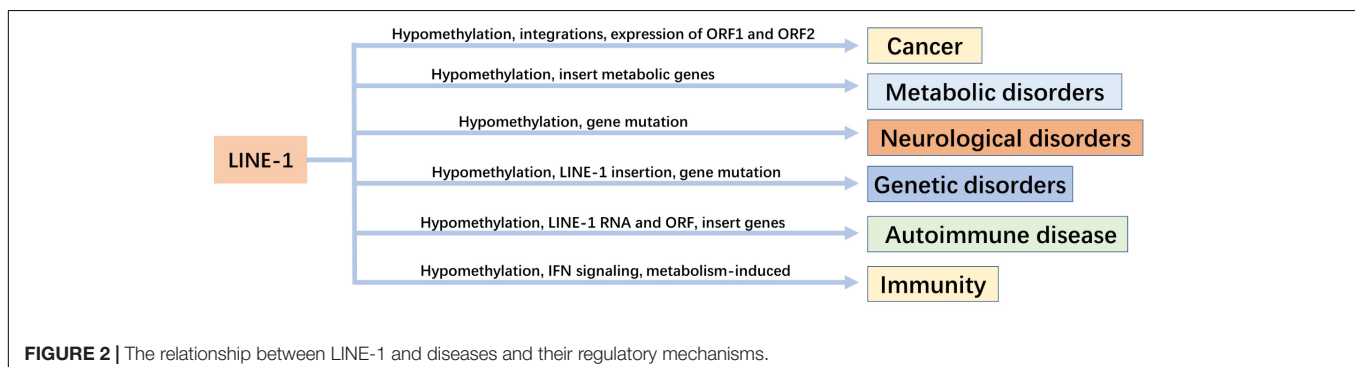 Hypomethylation, integrations, expression of ORF1 and ORF2
Cancer
Hypomethylation, insert metabolic genes
Metabolic disorders
Hypomethylation, gene mutation
Neurological disorders
LINE-1
Hypomethylation, LINE-1 insertion, gene mutation
Genetic disorders
Hypomethylation, LINE-1 RNA and ORF, insert genes
Autoimmune disease
Hypomethylation, IFN signaling, metabolism-induced
Immunity
FIGURE 2 | The relationship between LINE-1 and diseases and their regulatory mechanisms.